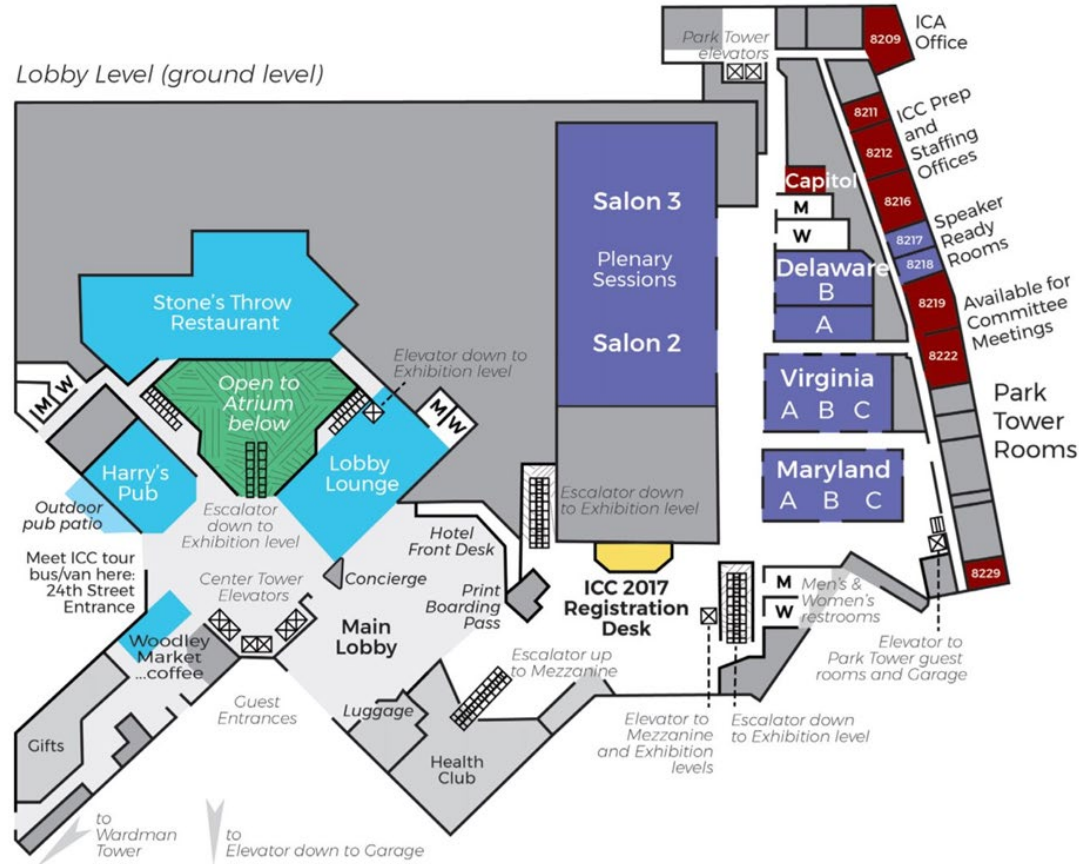 Lobby Level (ground level)
Park Tower
elevators
8209
ICA
Office
8211
8212
8216
ICC Prep
and
Staffing
Offices
Capitol
M
W
8217
8218
Speaker
Ready
Rooms
Salon 3
Plenary
Sessions
Salon 2
Delaware
B
A
8219
8222
Available for
Committee
Meetings
Virginia
A B C
Park
Tower
Rooms
Maryland
A B C
8229
Stone's Throw
Restaurant
Elevator down to
Exhibition level
Open to
Atrium
below
M W
M W
Harry's
Pub
Lobby
Lounge
Outdoor
pub patio
Escalator
down to
Exhibition level
Escalator down
to Exhibition level
Hotel
Front Desk
Meet ICC tour
bus/van here:
24th Street
Entrance
Center Tower
Elevators
Concierge
Print
Boarding
Pass
ICC 2017
Registration
Desk
M
W
Men's &
Women's
restrooms
Main
Lobby
Woodley
Market
...coffee
Escalator up
to Mezzanine
Elevator to
Park Tower guest
rooms and Garage
Guest
Entrances
Luggage
Elevator to
Mezzanine
and Exhibition
levels
Escalator down
to Exhibition level
Gifts
Health
Club
to
Wardman
Tower
to
Elevator down to Garage